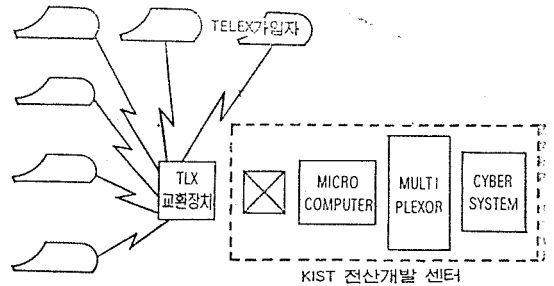 TELEX가입자
TLX
교환장치
MICRO
COMPUTER
MULTI
PLEXOR
CYBER
SYSTEM
KIST 전산개발 센터